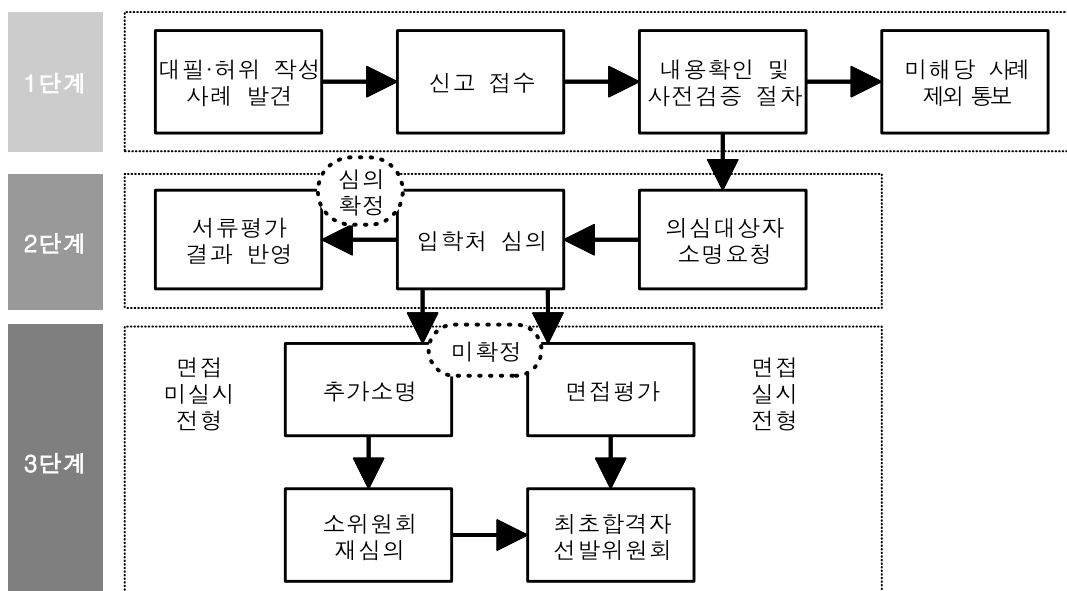 1단계
대필·허위 작성
사례 발견
신고 접수
내용확인 및
사전검증 절차
미해당 사례
제외 통보
2단계
심의
확정
서류평가
결과 반영
입학처 심의
의심대상자
소명요청
3단계
면접
미실시
전형
미확정
추가소명
면접평가
면접
실시
전형
소위원회
재심의
최초합격자
선발위원회